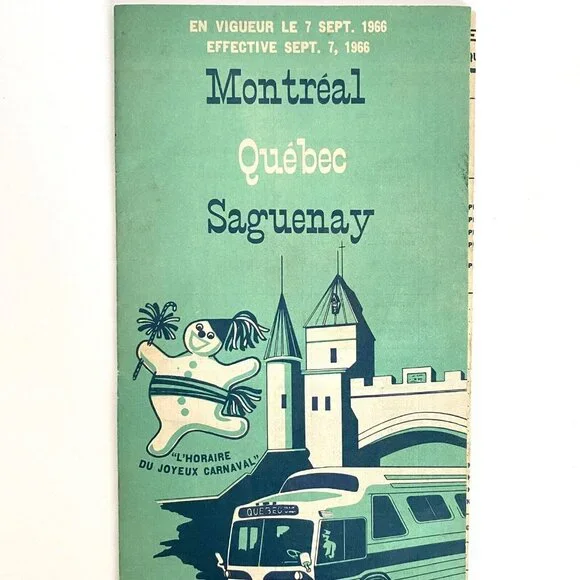 EN VIGUEUR LE 7 SEPT. 1966
EFFECTIVE SEPT. 7, 1966
Montréal
Québec
Saguenay
"L'HORAIRE
DU JOYEUX CARNAVAL"
QUEBEC